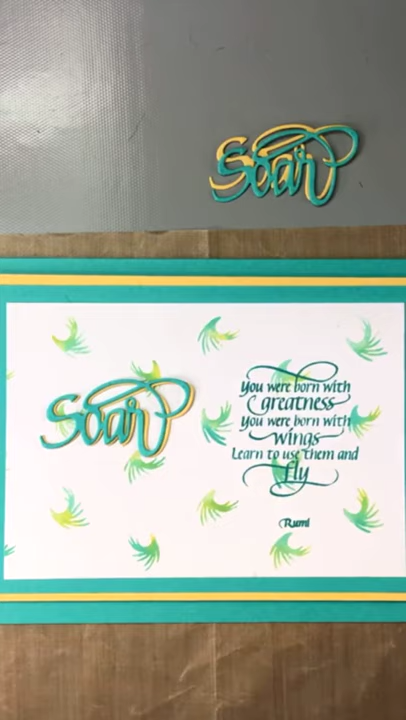 Soar
Soar
You were born with
Greatness
You were born with
Wings
Learn to use them and
fly
Rumi